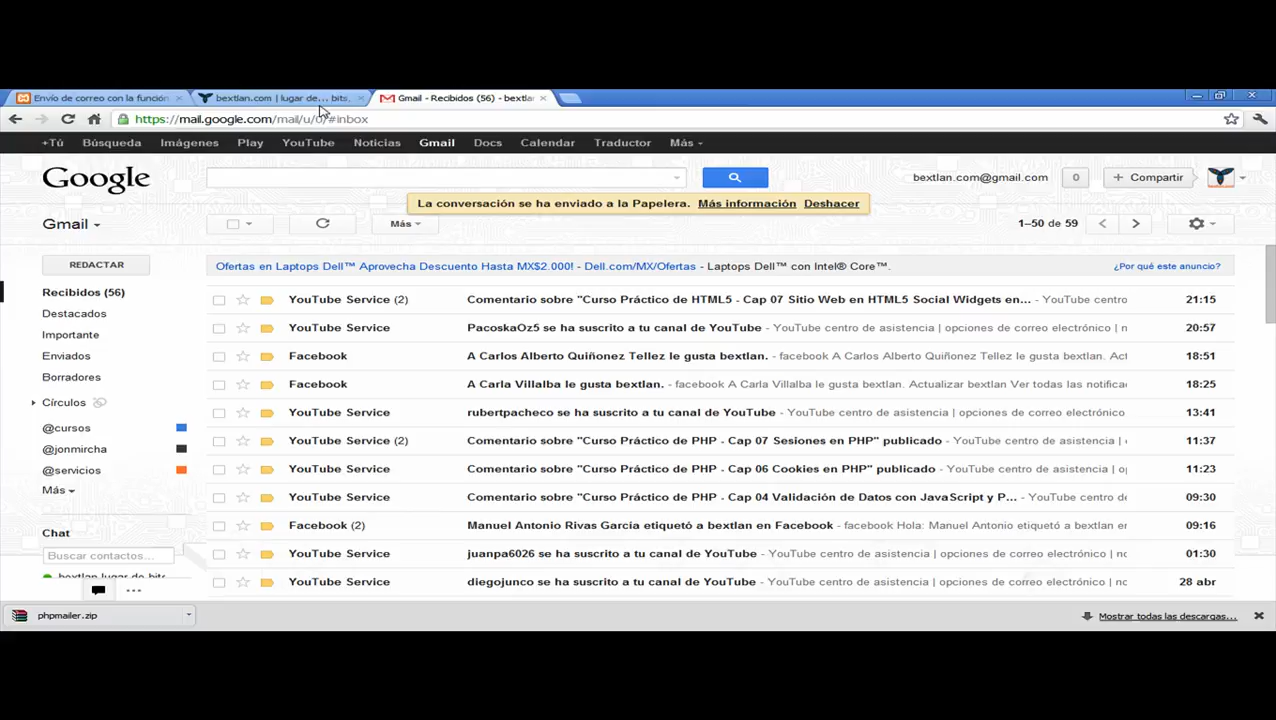 Envío de correo con la función
bextlan.com | lugar de... bits,
Gmail - Recibidos (56) - bextlan
https://mail.google.com/mail/u/0/#inbox
+Tú Búsqueda Imágenes Play YouTube Noticias Gmail Docs Calendar Traductor Más
Google
bextlan.com@gmail.com 0 + Compartir
La conversación se ha enviado a la Papelera. Más información Deshacer
Gmail Más 1–50 de 59
REDACTAR
Ofertas en Laptops Dell™ Aprovecha Descuento Hasta MX$2.000! - Dell.com/MX/Ofertas - Laptops Dell™ con Intel® Core™. ¿Por qué este anuncio?
Recibidos (56)
Destacados
Importante
Enviados
Borradores
Círculos
@cursos
@jonmircha
@servicios
Más
Chat
Buscar contactos...
bextlan lugar de bits
YouTube Service (2) Comentario sobre "Curso Práctico de HTML5 - Cap 07 Sitio Web en HTML5 Social Widgets en... - YouTube centro 21:15
YouTube Service PacoskaOz5 se ha suscrito a tu canal de YouTube - YouTube centro de asistencia | opciones de correo electrónico | n 20:57
Facebook A Carlos Alberto Quiñonez Tellez le gusta bextlan. - facebook A Carlos Alberto Quiñonez Tellez le gusta bextlan. Act 18:51
Facebook A Carla Villalba le gusta bextlan. - facebook A Carla Villalba le gusta bextlan. Actualizar bextlan Ver todas las notifica 18:25
YouTube Service rubertpacheco se ha suscrito a tu canal de YouTube - YouTube centro de asistencia | opciones de correo electrónico 13:41
YouTube Service (2) Comentario sobre "Curso Práctico de PHP - Cap 07 Sesiones en PHP" publicado - YouTube centro de asistencia | 11:37
YouTube Service Comentario sobre "Curso Práctico de PHP - Cap 06 Cookies en PHP" publicado - YouTube centro de asistencia | op 11:23
YouTube Service Comentario sobre "Curso Práctico de PHP - Cap 04 Validación de Datos con JavaScript y P... - YouTube centro de 09:30
Facebook (2) Manuel Antonio Rivas Garcia etiquetó a bextlan en Facebook - facebook Hola: Manuel Antonio etiquetó a bextlan e 09:16
YouTube Service juanpa6026 se ha suscrito a tu canal de YouTube - YouTube centro de asistencia | opciones de correo electrónico | no 01:30
YouTube Service diegojunco se ha suscrito a tu canal de YouTube - YouTube centro de asistencia | opciones de correo electrónico | no 28 abr
phpmailer.zip
Mostrar todas las descargas...